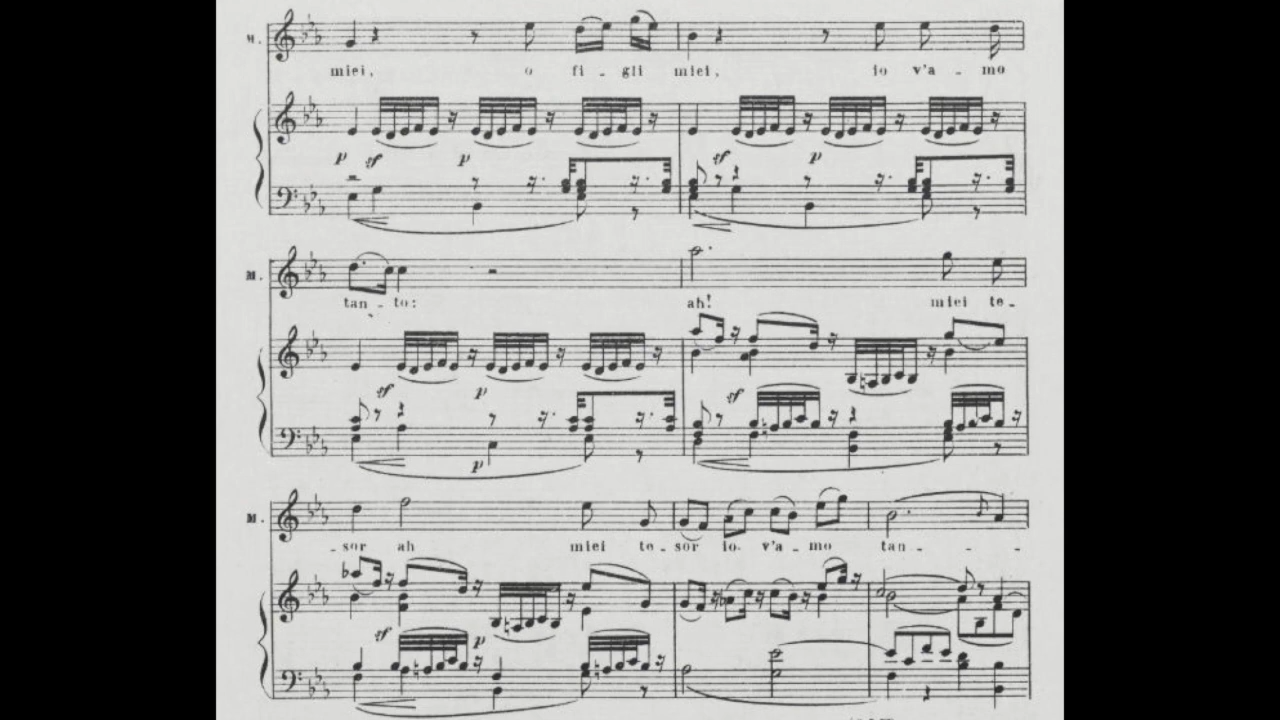 M.
miei, o fi - gli miei, io v'a - mo
p sf p sf p
M.
tan - to: ah! miei te -
sf p sf
p
M.
- sor ah miei te - sor io v'a - mo tan - - -
sf p